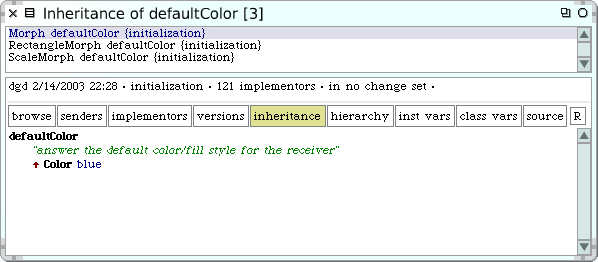 Inheritance of defaultColor [3]
Morph defaultColor {initialization}
RectangleMorph defaultColor {initialization}
ScaleMorph defaultColor {initialization}
dgd 2/14/2003 22:28 · initialization · 121 implementors · in no change set ·
browse senders implementors versions inheritance hierarchy inst vars class vars source R
defaultColor
"answer the default color/fill style for the receiver"
↑ Color blue